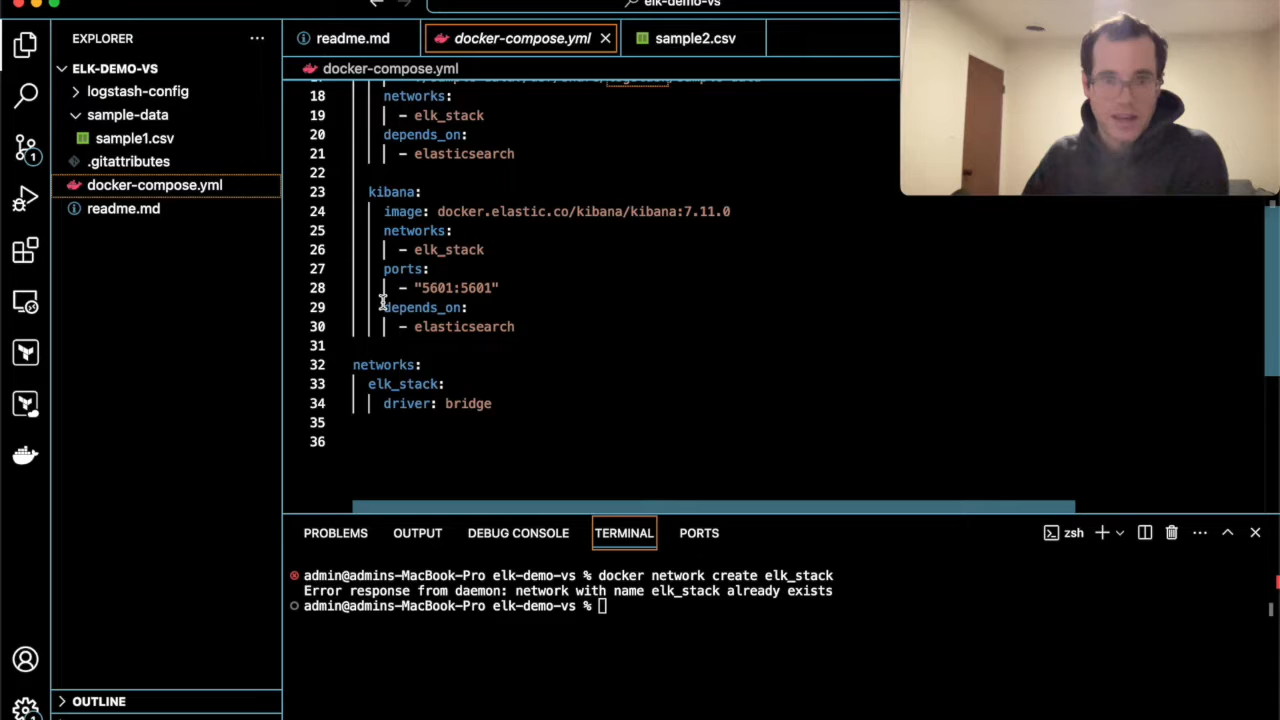 elk-demo-vs
EXPLORER
readme.md
docker-compose.yml
sample2.csv
ELK-DEMO-VS
docker-compose.yml
logstash-config
sample-data
sample1.csv
.gitattributes
docker-compose.yml
readme.md
18 networks:
19 - elk_stack
20 depends_on:
21 - elasticsearch
22
23 kibana:
24 image: docker.elastic.co/kibana/kibana:7.11.0
25 networks:
26 - elk_stack
27 ports:
28 - "5601:5601"
29 depends_on:
30 - elasticsearch
31
32 networks:
33 elk_stack:
34 driver: bridge
35
36
1
PROBLEMS OUTPUT DEBUG CONSOLE TERMINAL PORTS
zsh
admin@admins-MacBook-Pro elk-demo-vs % docker network create elk_stack
Error response from daemon: network with name elk_stack already exists
admin@admins-MacBook-Pro elk-demo-vs %
OUTLINE
1